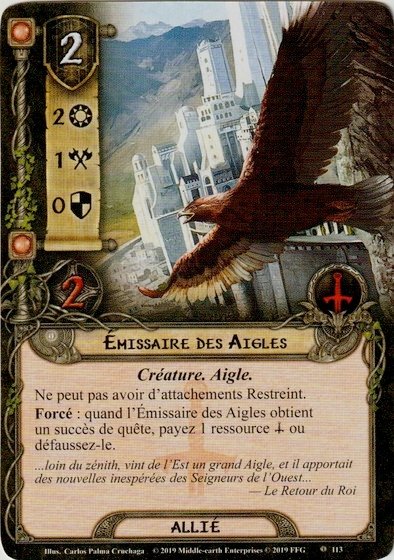 2
2
1
0
2
Émissaire des Aigles
Créature. Aigle.
Ne peut pas avoir d'attachements Restreint.
Forcé : quand l'Émissaire des Aigles obtient
un succès de quête, payez 1 ressource ou
défaussez-le.
...loin du zénith, vint de l'Est un grand Aigle, et il apportait
des nouvelles inespérées des Seigneurs de l'Ouest...
— Le Retour du Roi
Allié
Illus. Carlos Palma Cruchaga © 2019 Middle-earth Enterprises © 2019 FFG 113